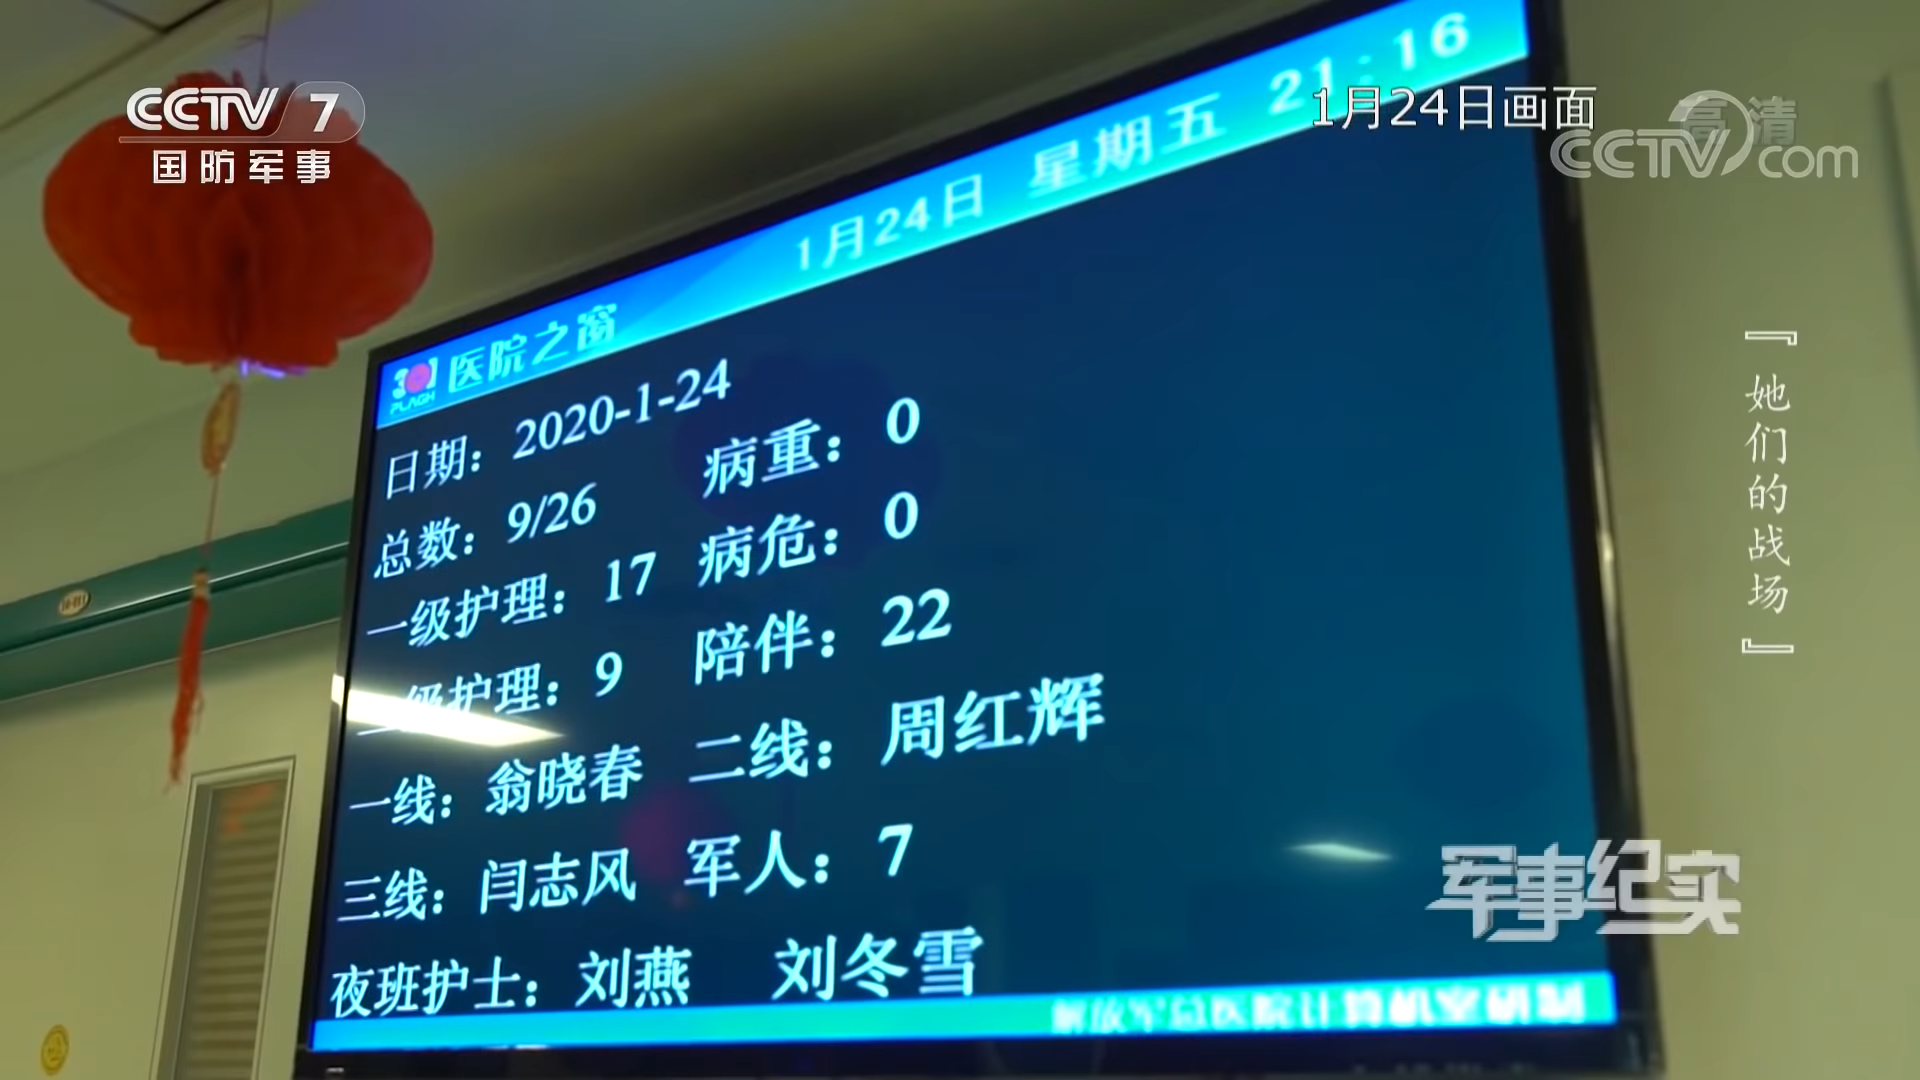 CCTV 7
国防军事
1月24日画面
高清
CCTV com
1月24日 星期五 21:16
301 PLAGH 医院之窗
日期：2020-1-24
总数：9/26 病重：0
一级护理：17 病危：0
二级护理：9 陪伴：22
一线：翁晓春 二线：周红辉
三线：闫志风 军人：7
夜班护士：刘燕 刘冬雪
解放军总医院计算机室研制
『她们的战场』
军事纪实